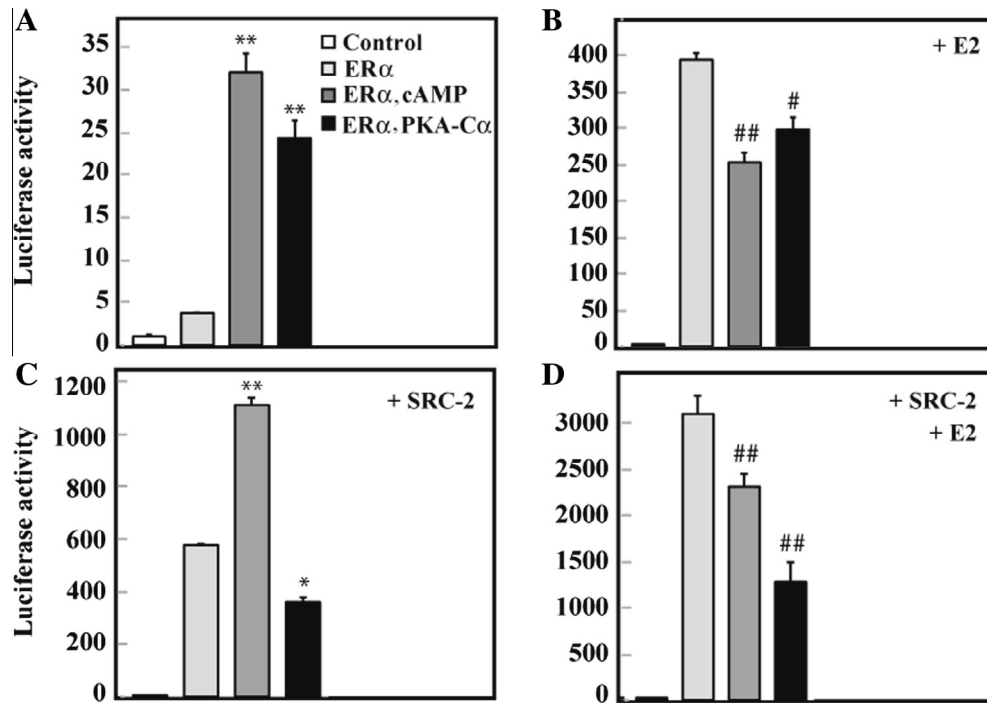 A
Luciferase activity
35
30
25
20
15
10
5
0
**
**
Control
ERα
ERα, cAMP
ERα, PKA-Cα
B
+ E2
400
350
300
250
200
150
100
50
0
##
#
C
Luciferase activity
1200
1000
800
600
400
200
0
**
*
+ SRC-2
D
3000
2500
2000
1500
1000
500
0
##
##
+ SRC-2
+ E2